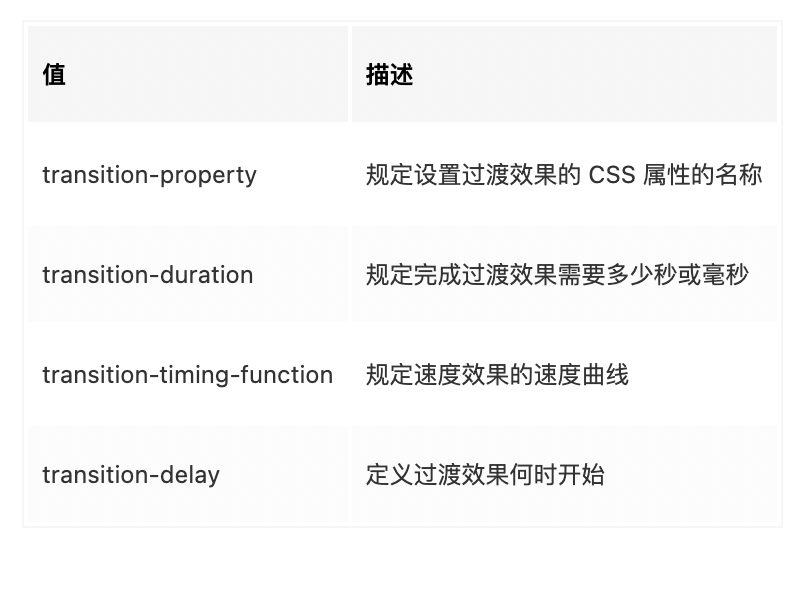 值 描述
transition-property 规定设置过渡效果的 CSS 属性的名称
transition-duration 规定完成过渡效果需要多少秒或毫秒
transition-timing-function 规定速度效果的速度曲线
transition-delay 定义过渡效果何时开始